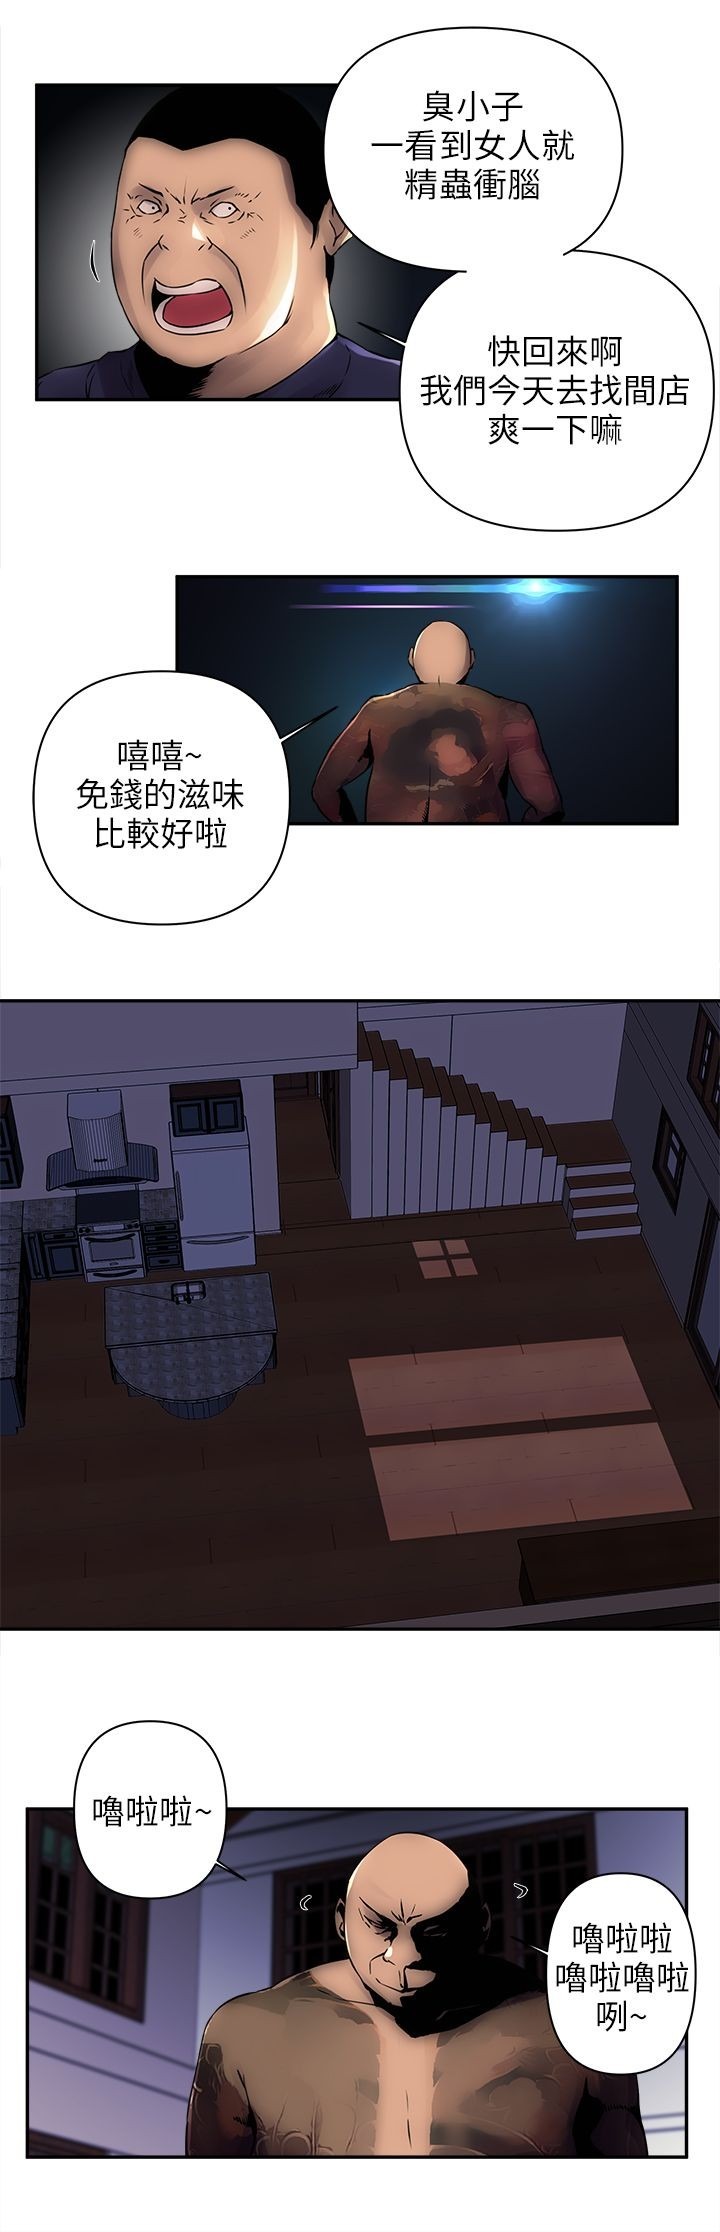 臭小子
一看到女人就
精蟲衝腦
快回來啊
我們今天去找間店
爽一下嘛
嘻嘻~
免錢的滋味
比較好啦
嚕啦啦~
嚕啦啦
嚕啦嚕啦
咧~